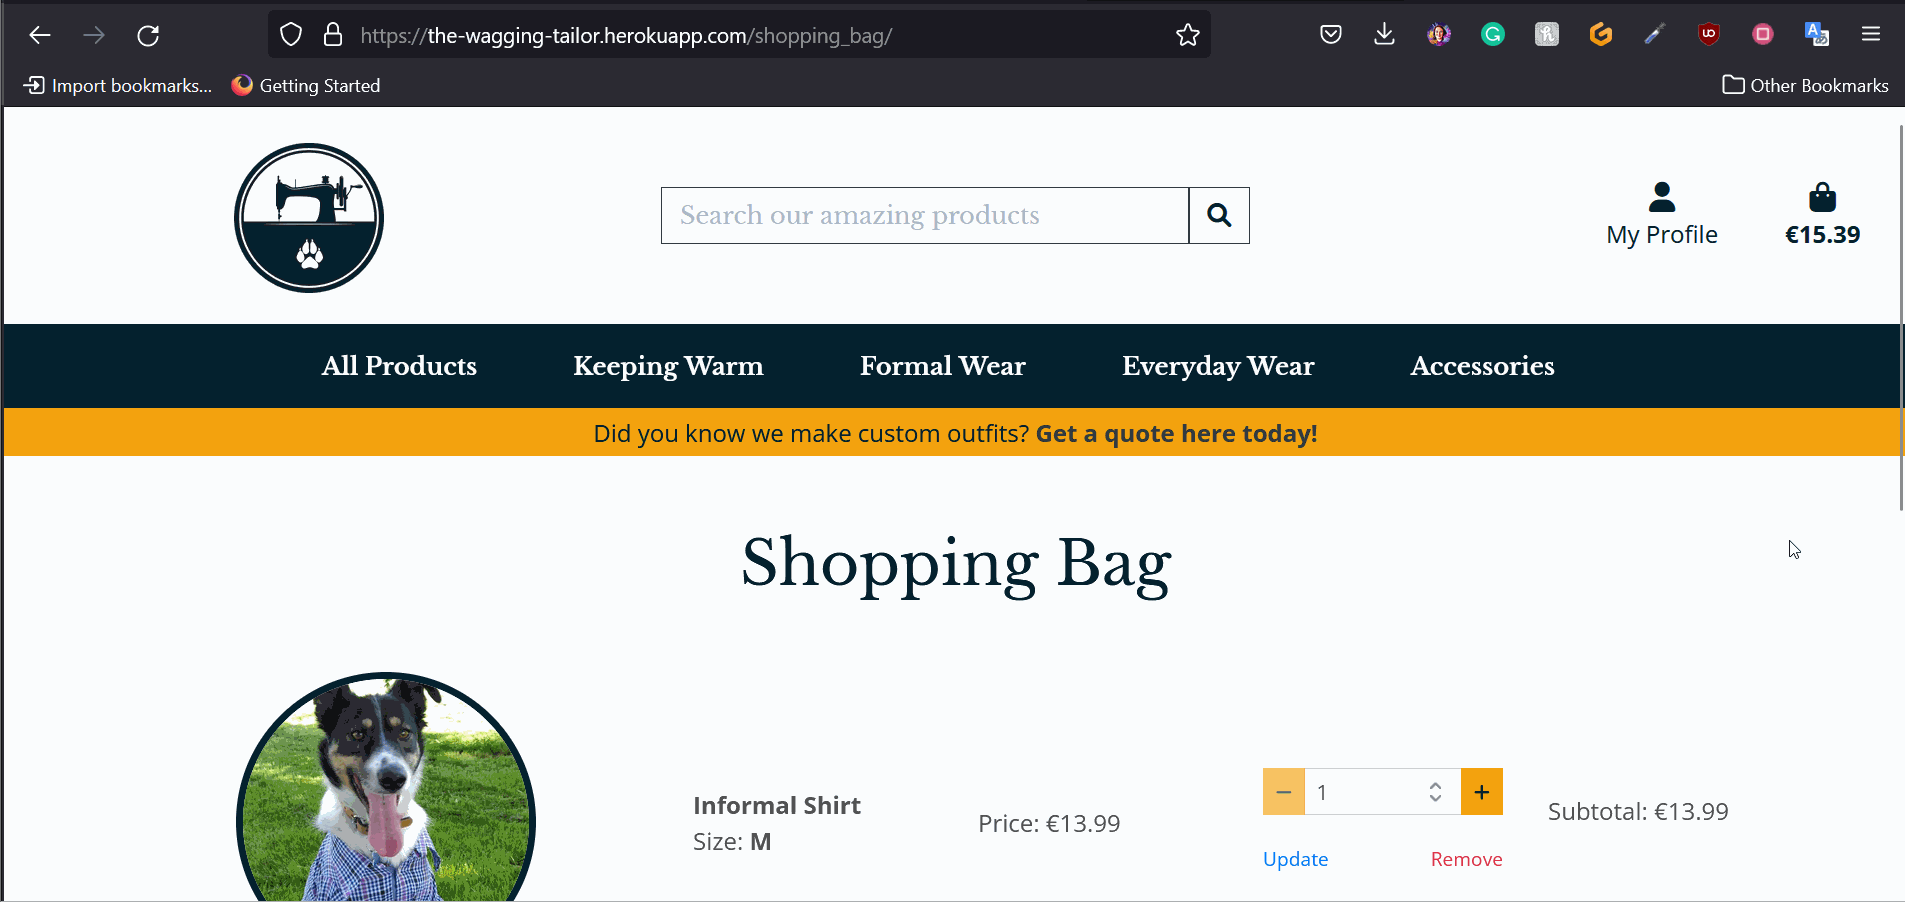 https://the-wagging-tailor.herokuapp.com/shopping_bag/
Import bookmarks...
Getting Started
Other Bookmarks
Search our amazing products
My Profile
€15.39
All Products
Keeping Warm
Formal Wear
Everyday Wear
Accessories
Did you know we make custom outfits? Get a quote here today!
Shopping Bag
Informal Shirt
Size: M
Price: €13.99
− 1 +
Update
Remove
Subtotal: €13.99